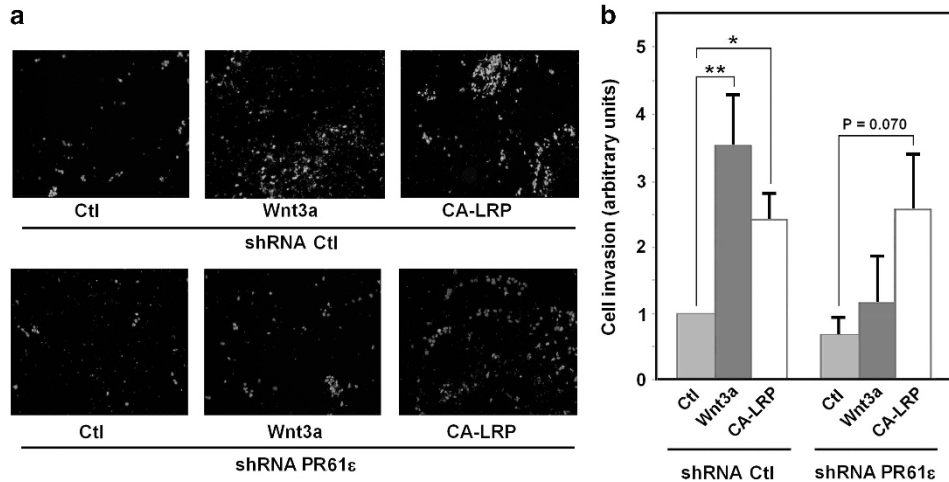 a
Ctl Wnt3a CA-LRP
shRNA Ctl
Ctl Wnt3a CA-LRP
shRNA PR61ε
b
Cell invasion (arbitrary units)
5
4
3
2
1
0
*
**
P = 0.070
Ctl Wnt3a CA-LRP Ctl Wnt3a CA-LRP
shRNA Ctl shRNA PR61ε